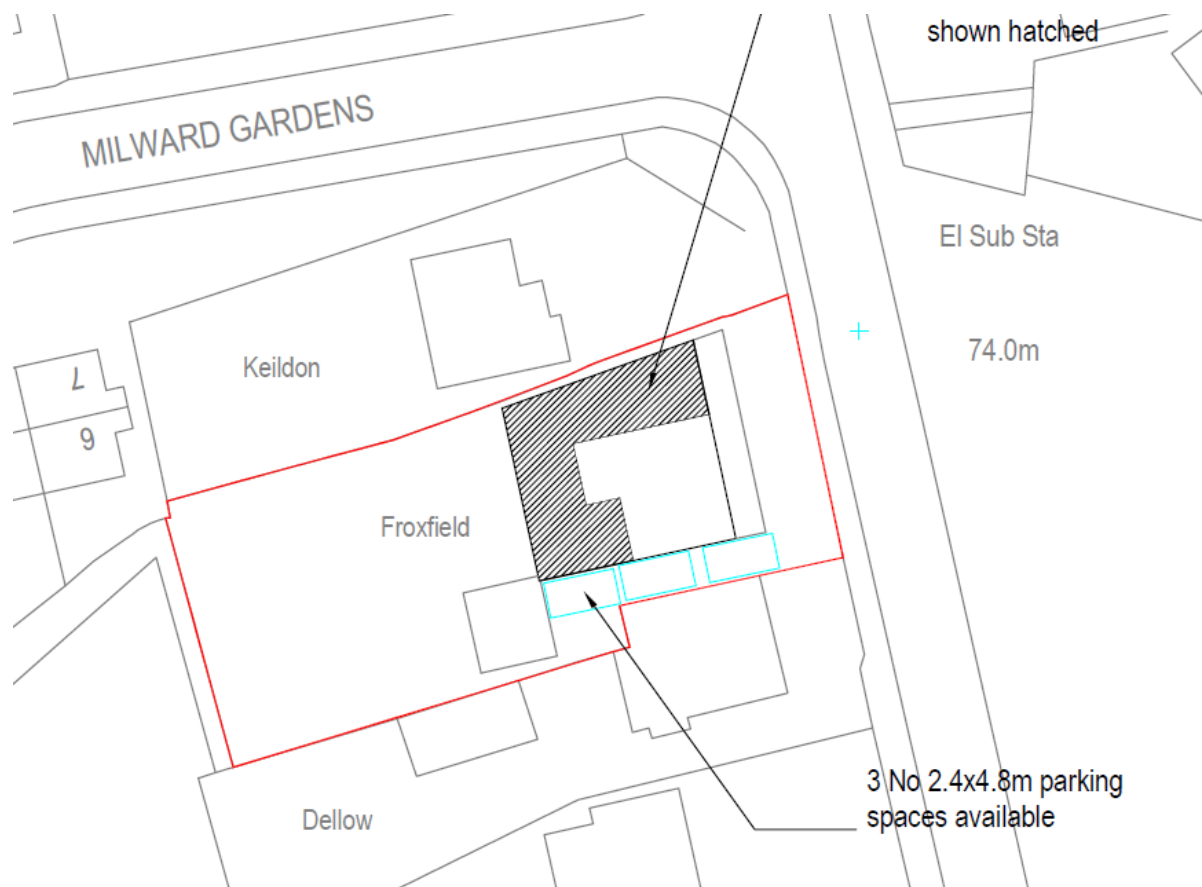 shown hatched
MILWARD GARDENS
El Sub Sta
74.0m
Keildon
7
6
Froxfield
3 No 2.4x4.8m parking
spaces available
Dellow